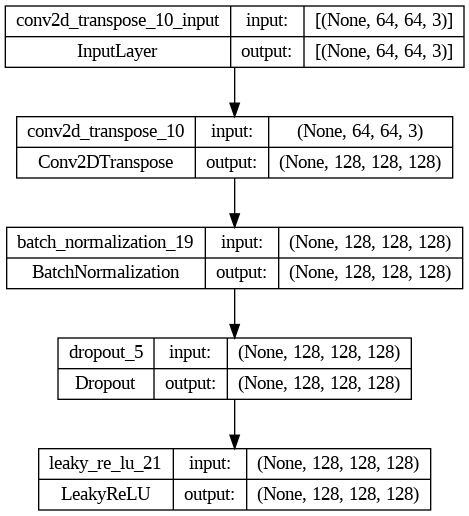 conv2d_transpose_10_input input: [(None, 64, 64, 3)]
InputLayer output: [(None, 64, 64, 3)]
conv2d_transpose_10 input: (None, 64, 64, 3)
Conv2DTranspose output: (None, 128, 128, 128)
batch_normalization_19 input: (None, 128, 128, 128)
BatchNormalization output: (None, 128, 128, 128)
dropout_5 input: (None, 128, 128, 128)
Dropout output: (None, 128, 128, 128)
leaky_re_lu_21 input: (None, 128, 128, 128)
LeakyReLU output: (None, 128, 128, 128)